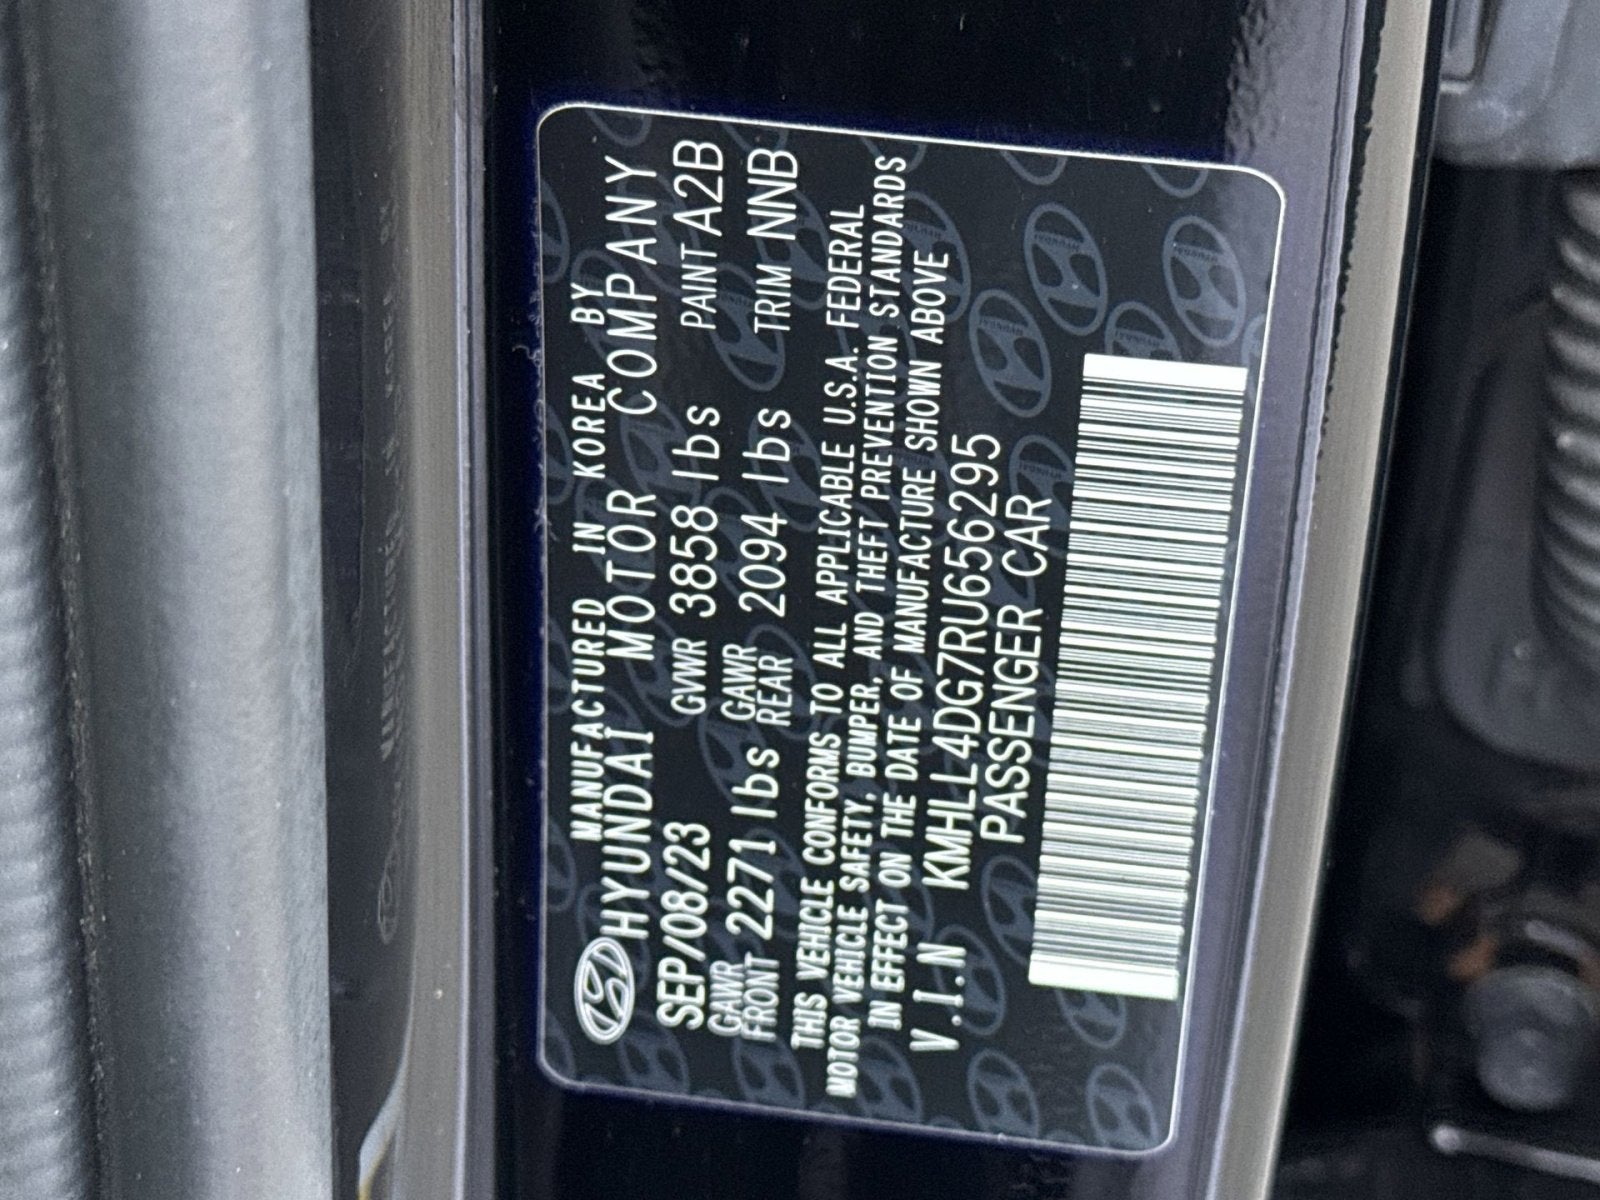 MANUFACTURED IN KOREA BY
HYUNDAI MOTOR COMPANY
SEP/08/23 GVWR 3858 lbs PAINT A2B
GAWR FRONT 2271 lbs GAWR REAR 2094 lbs TRIM NNB
THIS VEHICLE CONFORMS TO ALL APPLICABLE U.S.A. FEDERAL
MOTOR VEHICLE SAFETY, BUMPER, AND THEFT PREVENTION STANDARDS
IN EFFECT ON THE DATE OF MANUFACTURE SHOWN ABOVE
V.I.N KMHLL4DG7RU656295
PASSENGER CAR